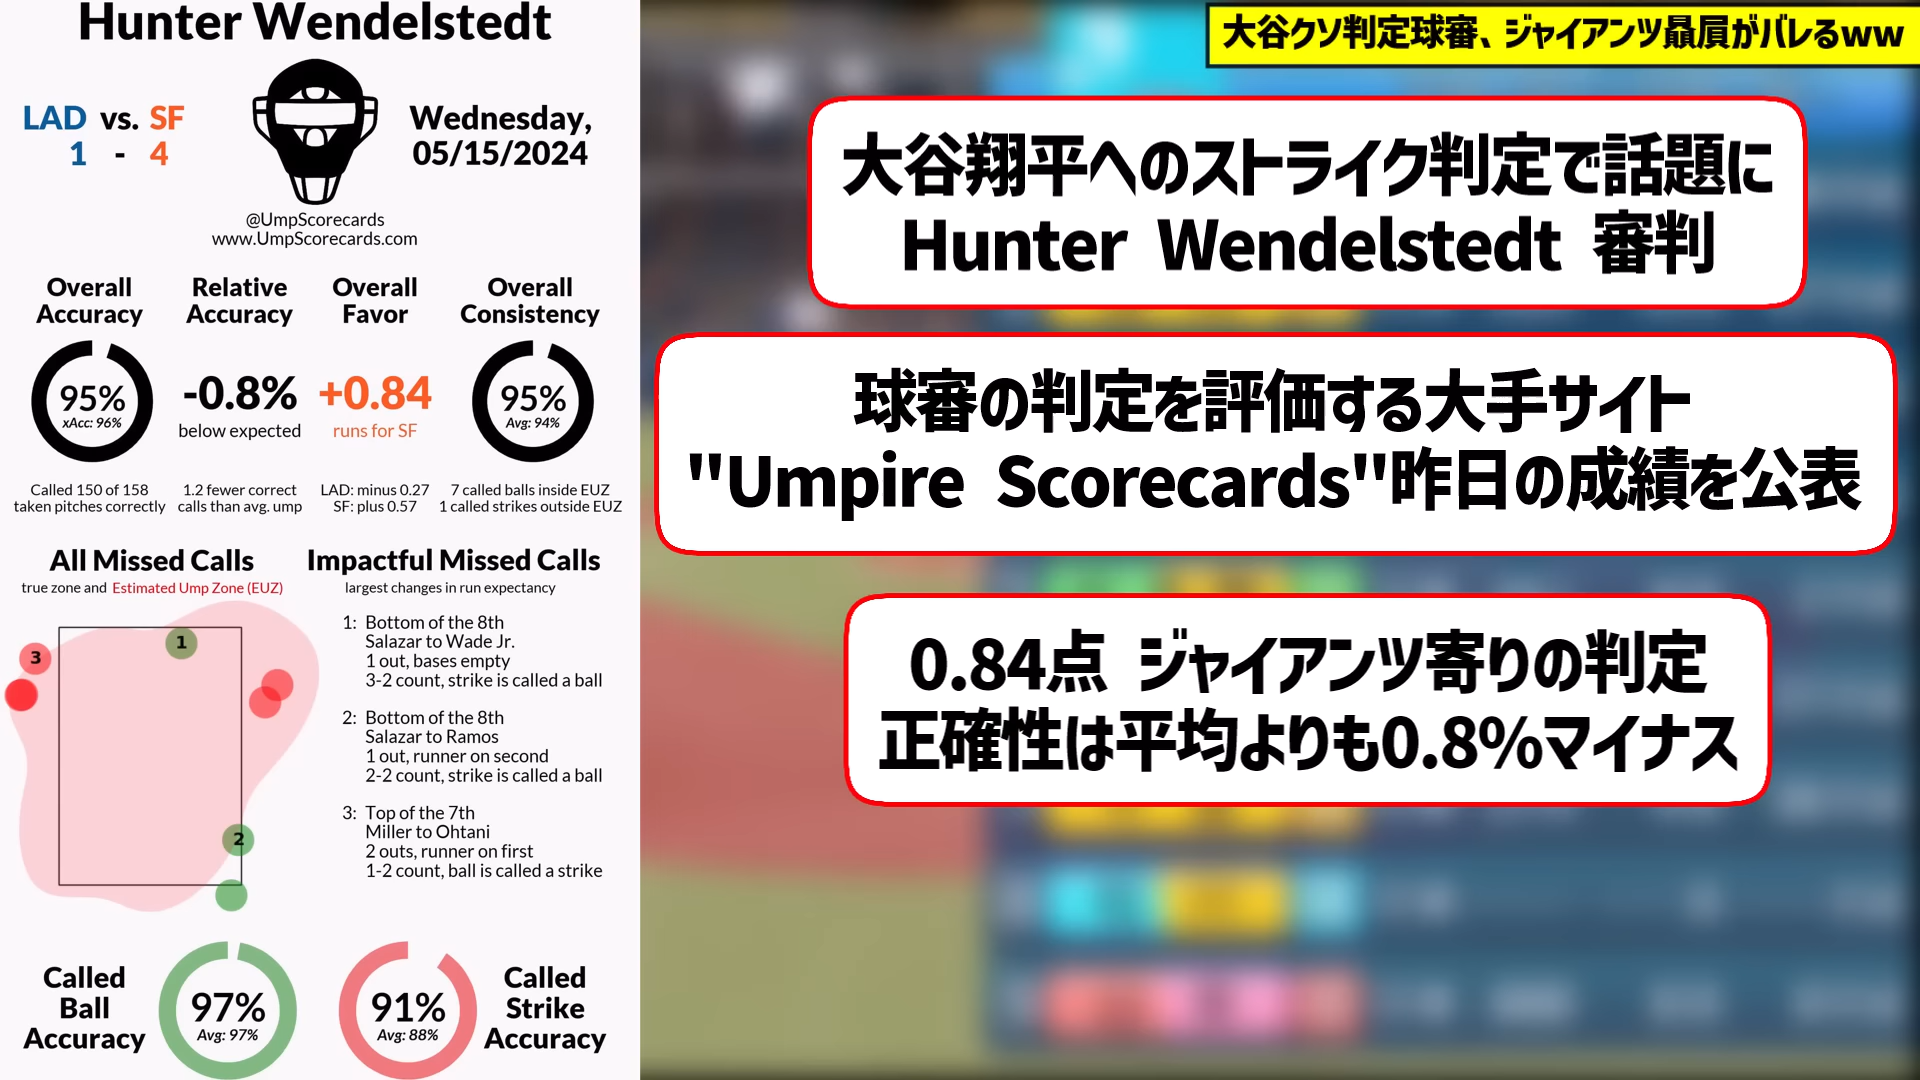 Hunter Wendelstedt
LAD vs. SF
1 - 4
Wednesday,
05/15/2024
@UmpScorecards
www.UmpScorecards.com
Overall
Accuracy
95%
xAcc: 96%
Called 150 of 158
taken pitches correctly
Relative
Accuracy
-0.8%
below expected
1.2 fewer correct
calls than avg. ump
Overall
Favor
+0.84
runs for SF
LAD: minus 0.27
SF: plus 0.57
Overall
Consistency
95%
Avg: 94%
7 called balls inside EUZ
1 called strikes outside EUZ
All Missed Calls
true zone and Estimated Ump Zone (EUZ)
1
3
2
Impactful Missed Calls
largest changes in run expectancy
1: Bottom of the 8th
Salazar to Wade Jr.
1 out, bases empty
3-2 count, strike is called a ball
2: Bottom of the 8th
Salazar to Ramos
1 out, runner on second
2-2 count, strike is called a ball
3: Top of the 7th
Miller to Ohtani
2 outs, runner on first
1-2 count, ball is called a strike
Called
Ball
Accuracy
97%
Avg: 97%
91%
Avg: 88%
Called
Strike
Accuracy
大谷クソ判定球審、ジャイアンツ贔屓がバレるww
大谷翔平へのストライク判定で話題に
Hunter Wendelstedt 審判
球審の判定を評価する大手サイト
"Umpire Scorecards"昨日の成績を公表
0.84点 ジャイアンツ寄りの判定
正確性は平均よりも0.8%マイナス